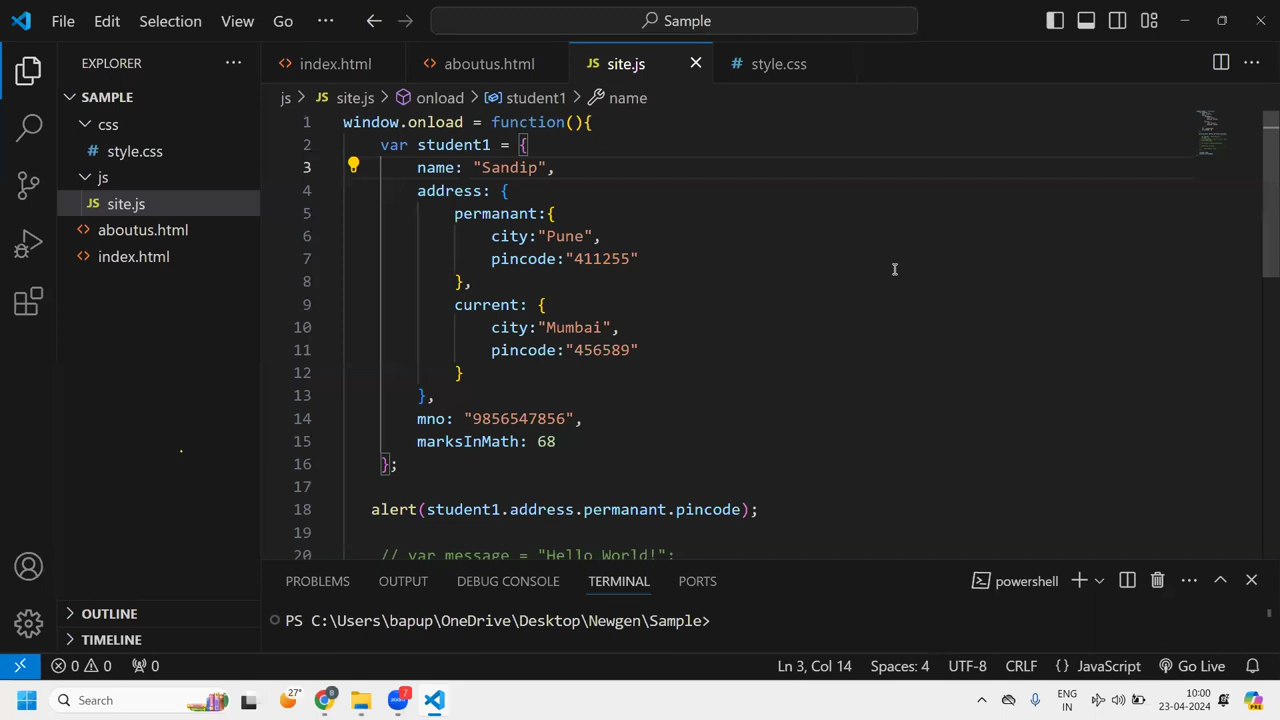 File Edit Selection View Go ··· Sample
EXPLORER ···
index.html aboutus.html JS site.js # style.css ···
SAMPLE
css
# style.css
js
JS site.js
aboutus.html
index.html
js > JS site.js > onload > student1 > name
1 window.onload = function(){
2 var student1 = {
3 name: "Sandip",
4 address: {
5 permanant:{
6 city:"Pune",
7 pincode:"411255"
8 },
9 current: {
10 city:"Mumbai",
11 pincode:"456589"
12 }
13 },
14 mno: "9856547856",
15 marksInMath: 68
16 };
17
18 alert(student1.address.permanant.pincode);
19
20 // var message = "Hello World!";
OUTLINE
TIMELINE
PROBLEMS OUTPUT DEBUG CONSOLE TERMINAL PORTS powershell ···
PS C:\Users\bapup\OneDrive\Desktop\Newgen\Sample>
0 0 0 Ln 3, Col 14 Spaces: 4 UTF-8 CRLF {} JavaScript Go Live
Search 27° 8 7 ENG IN 10:00 23-04-2024 PRE